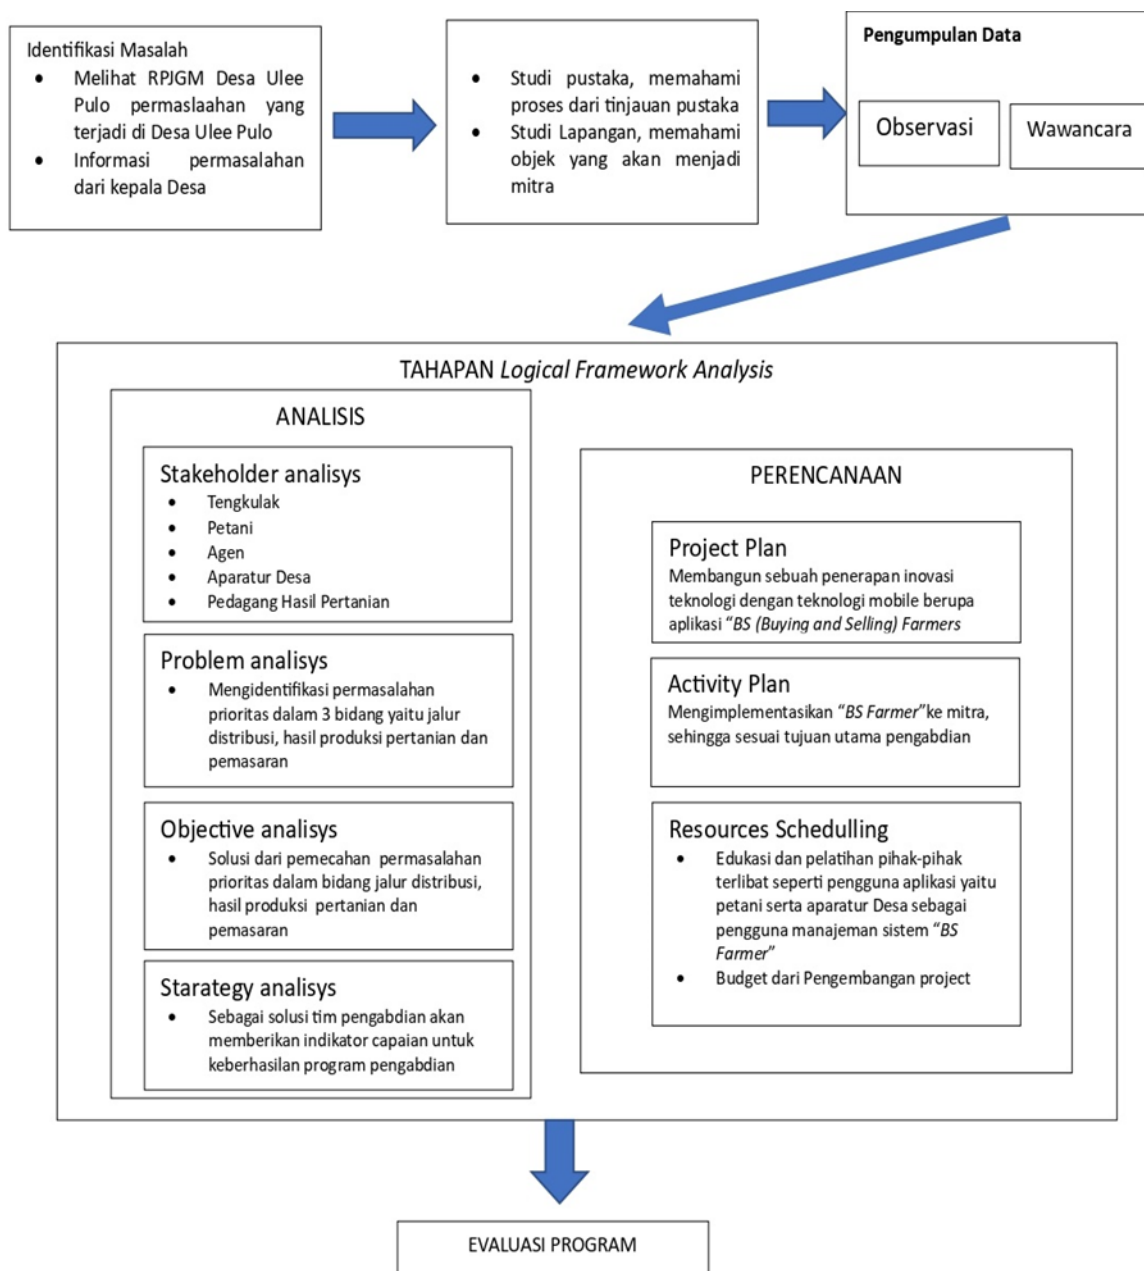 Identifikasi Masalah
• Melihat RPJGM Desa Ulee
Pulo permaslaahan yang
terjadi di Desa Ulee Pulo
• Informasi permasalahan
dari kepala Desa
• Studi pustaka, memahami
proses dari tinjauan pustaka
• Studi Lapangan, memahami
objek yang akan menjadi
mitra
Pengumpulan Data
Observasi
Wawancara
TAHAPAN Logical Framework Analysis
ANALISIS
Stakeholder analisys
• Tengkulak
• Petani
• Agen
• Aparatur Desa
• Pedagang Hasil Pertanian
Problem analisys
• Mengidentifikasi permasalahan
prioritas dalam 3 bidang yaitu jalur
distribusi, hasil produksi pertanian dan
pemasaran
Objective analisys
• Solusi dari pemecahan permasalahan
prioritas dalam bidang jalur distribusi,
hasil produksi pertanian dan
pemasaran
Starategy analisys
• Sebagai solusi tim pengabdian akan
memberikan indikator capaian untuk
keberhasilan program pengabdian
PERENCANAAN
Project Plan
Membangun sebuah penerapan inovasi
teknologi dengan teknologi mobile berupa
aplikasi “BS (Buying and Selling) Farmers
Activity Plan
Mengimplementasikan “BS Farmer”ke mitra,
sehingga sesuai tujuan utama pengabdian
Resources Schedulling
• Edukasi dan pelatihan pihak-pihak
terlibat seperti pengguna aplikasi yaitu
petani serta aparatur Desa sebagai
pengguna manajeman sistem “BS
Farmer”
• Budget dari Pengembangan project
EVALUASI PROGRAM